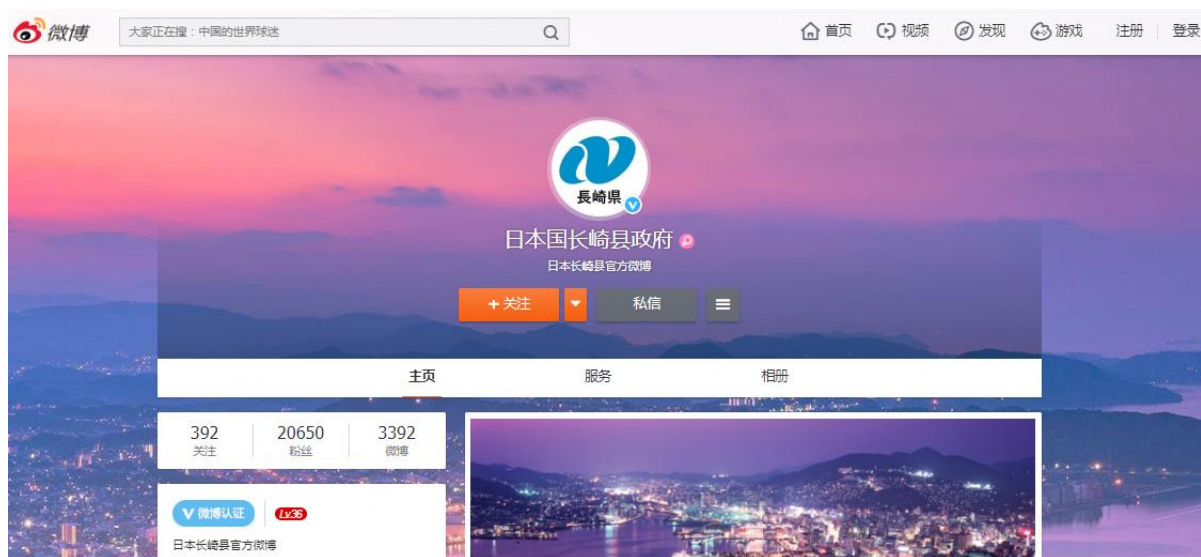 微博 大家正在搜：中国的世界球迷 首页 视频 发现 游戏 注册 登录
長崎県
日本国长崎县政府
日本长崎县官方微博
+关注 私信
主页 服务 相册
392 20650 3392
关注 粉丝 微博
V 微博认证 Lv.36
日本长崎县官方微博